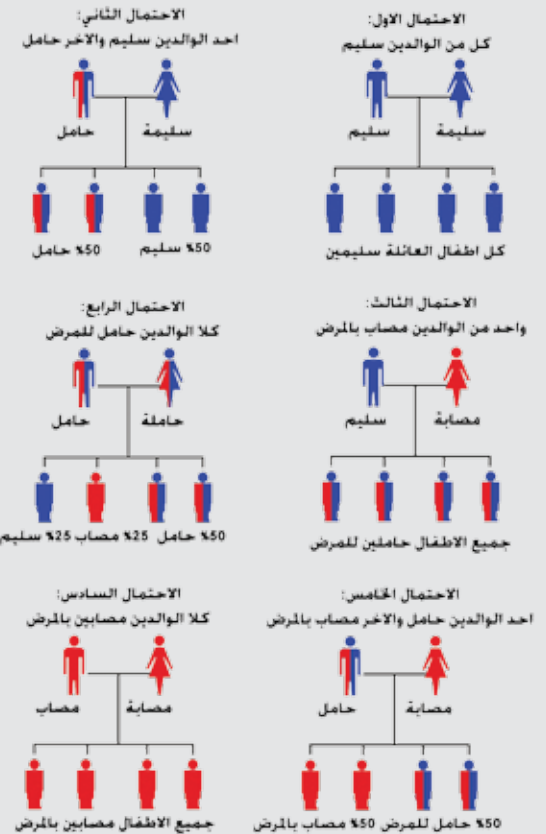 الاحتمال الاول:
كل من الوالدين سليم
سليمة
سليم
كل اطفال العائلة سليمين
الاحتمال الثاني:
احد الوالدين سليم والاخر حامل
سليمة
حامل
50% سليم
50% حامل
الاحتمال الثالث:
واحد من الوالدين مصاب بالمرض
مصابة
سليم
جميع الاطفال حاملين للمرض
الاحتمال الرابع:
كلا الوالدين حامل للمرض
حاملة
حامل
50% حامل 25% مصاب 25% سليم
الاحتمال الخامس:
احد الوالدين حامل والاخر مصاب بالمرض
مصابة
حامل
50% حامل للمرض 50% مصاب بالمرض
الاحتمال السادس:
كلا الوالدين مصابين بالمرض
مصابة
مصاب
جميع الاطفال مصابين بالمرض